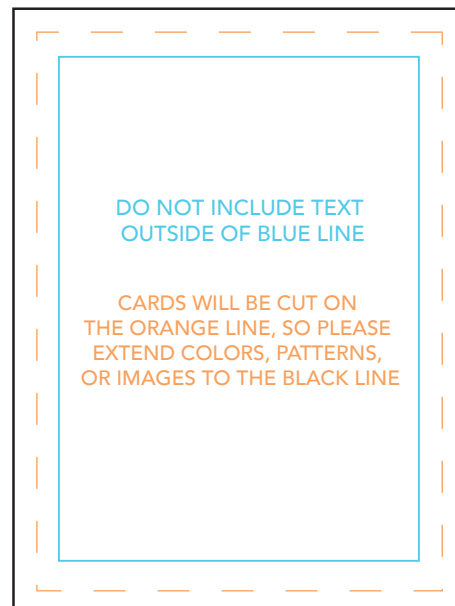 DO NOT INCLUDE TEXT
OUTSIDE OF BLUE LINE
CARDS WILL BE CUT ON
THE ORANGE LINE, SO PLEASE
EXTEND COLORS, PATTERNS,
OR IMAGES TO THE BLACK LINE